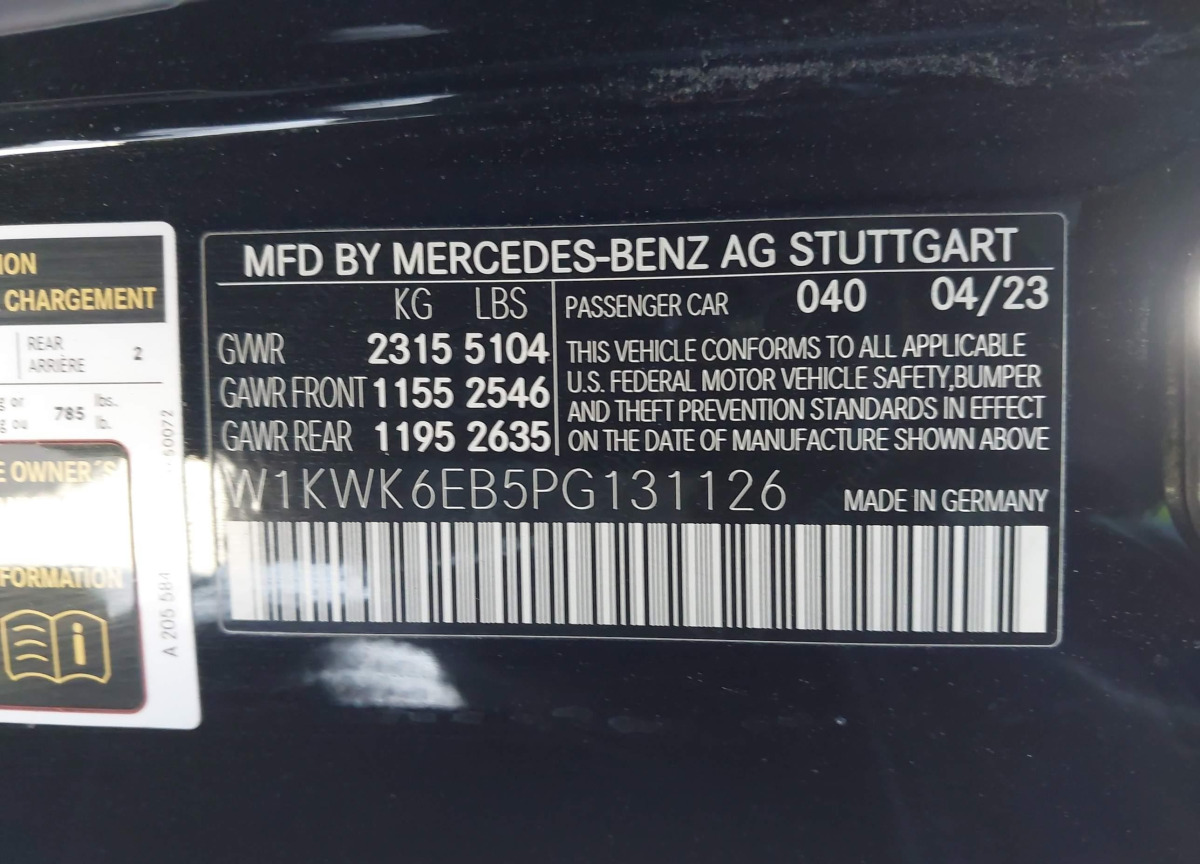 MFD BY MERCEDES-BENZ AG STUTTGART
KG LBS
GVWR 2315 5104
GAWR FRONT 1155 2546
GAWR REAR 1195 2635
PASSENGER CAR 040 04/23
THIS VEHICLE CONFORMS TO ALL APPLICABLE
U.S. FEDERAL MOTOR VEHICLE SAFETY,BUMPER
AND THEFT PREVENTION STANDARDS IN EFFECT
ON THE DATE OF MANUFACTURE SHOWN ABOVE
W1KWK6EB5PG131126 MADE IN GERMANY
CHARGEMENT
REAR
ARRIÈRE 2
or 785 lbs.
ou lb.
OWNER'S
A 205 584